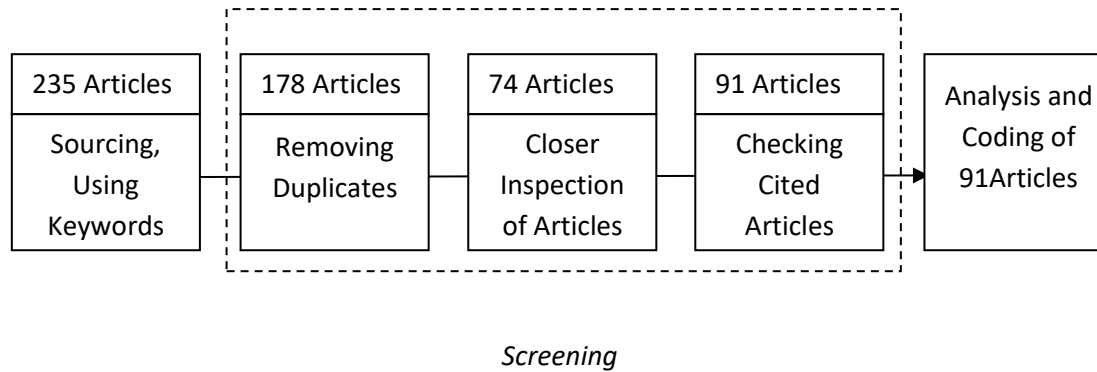 235 Articles
Sourcing,
Using
Keywords
178 Articles
Removing
Duplicates
74 Articles
Closer
Inspection
of Articles
91 Articles
Checking
Cited
Articles
Analysis and
Coding of
91Articles
Screening